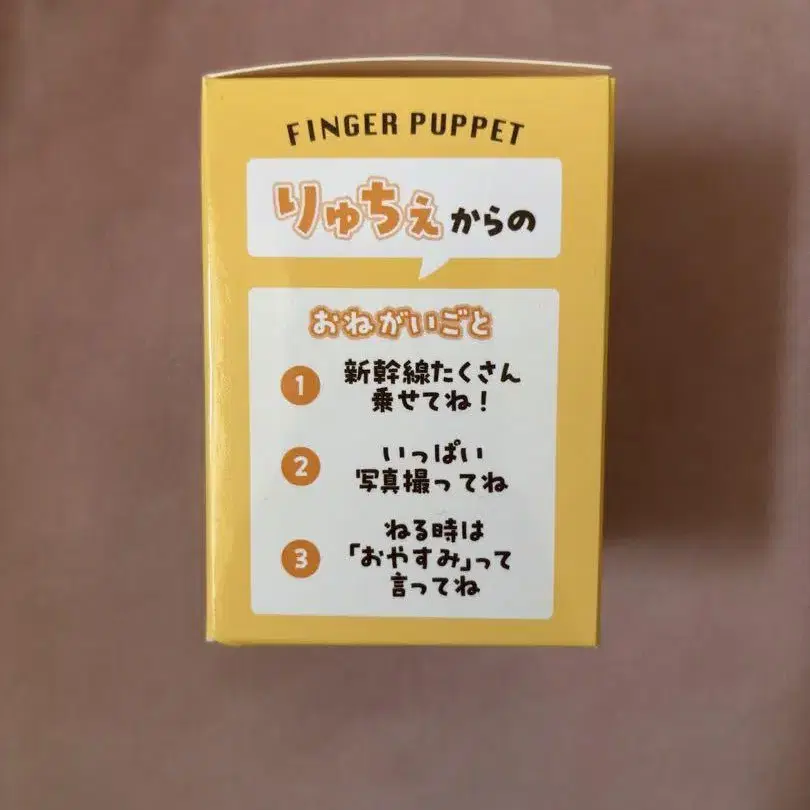 FINGER PUPPET
りゅちぇからの
おねがいごと
1 新幹線たくさん
乗せてね！
2 いっぱい
写真撮ってね
3 ねる時は
「おやすみ」って
言ってね